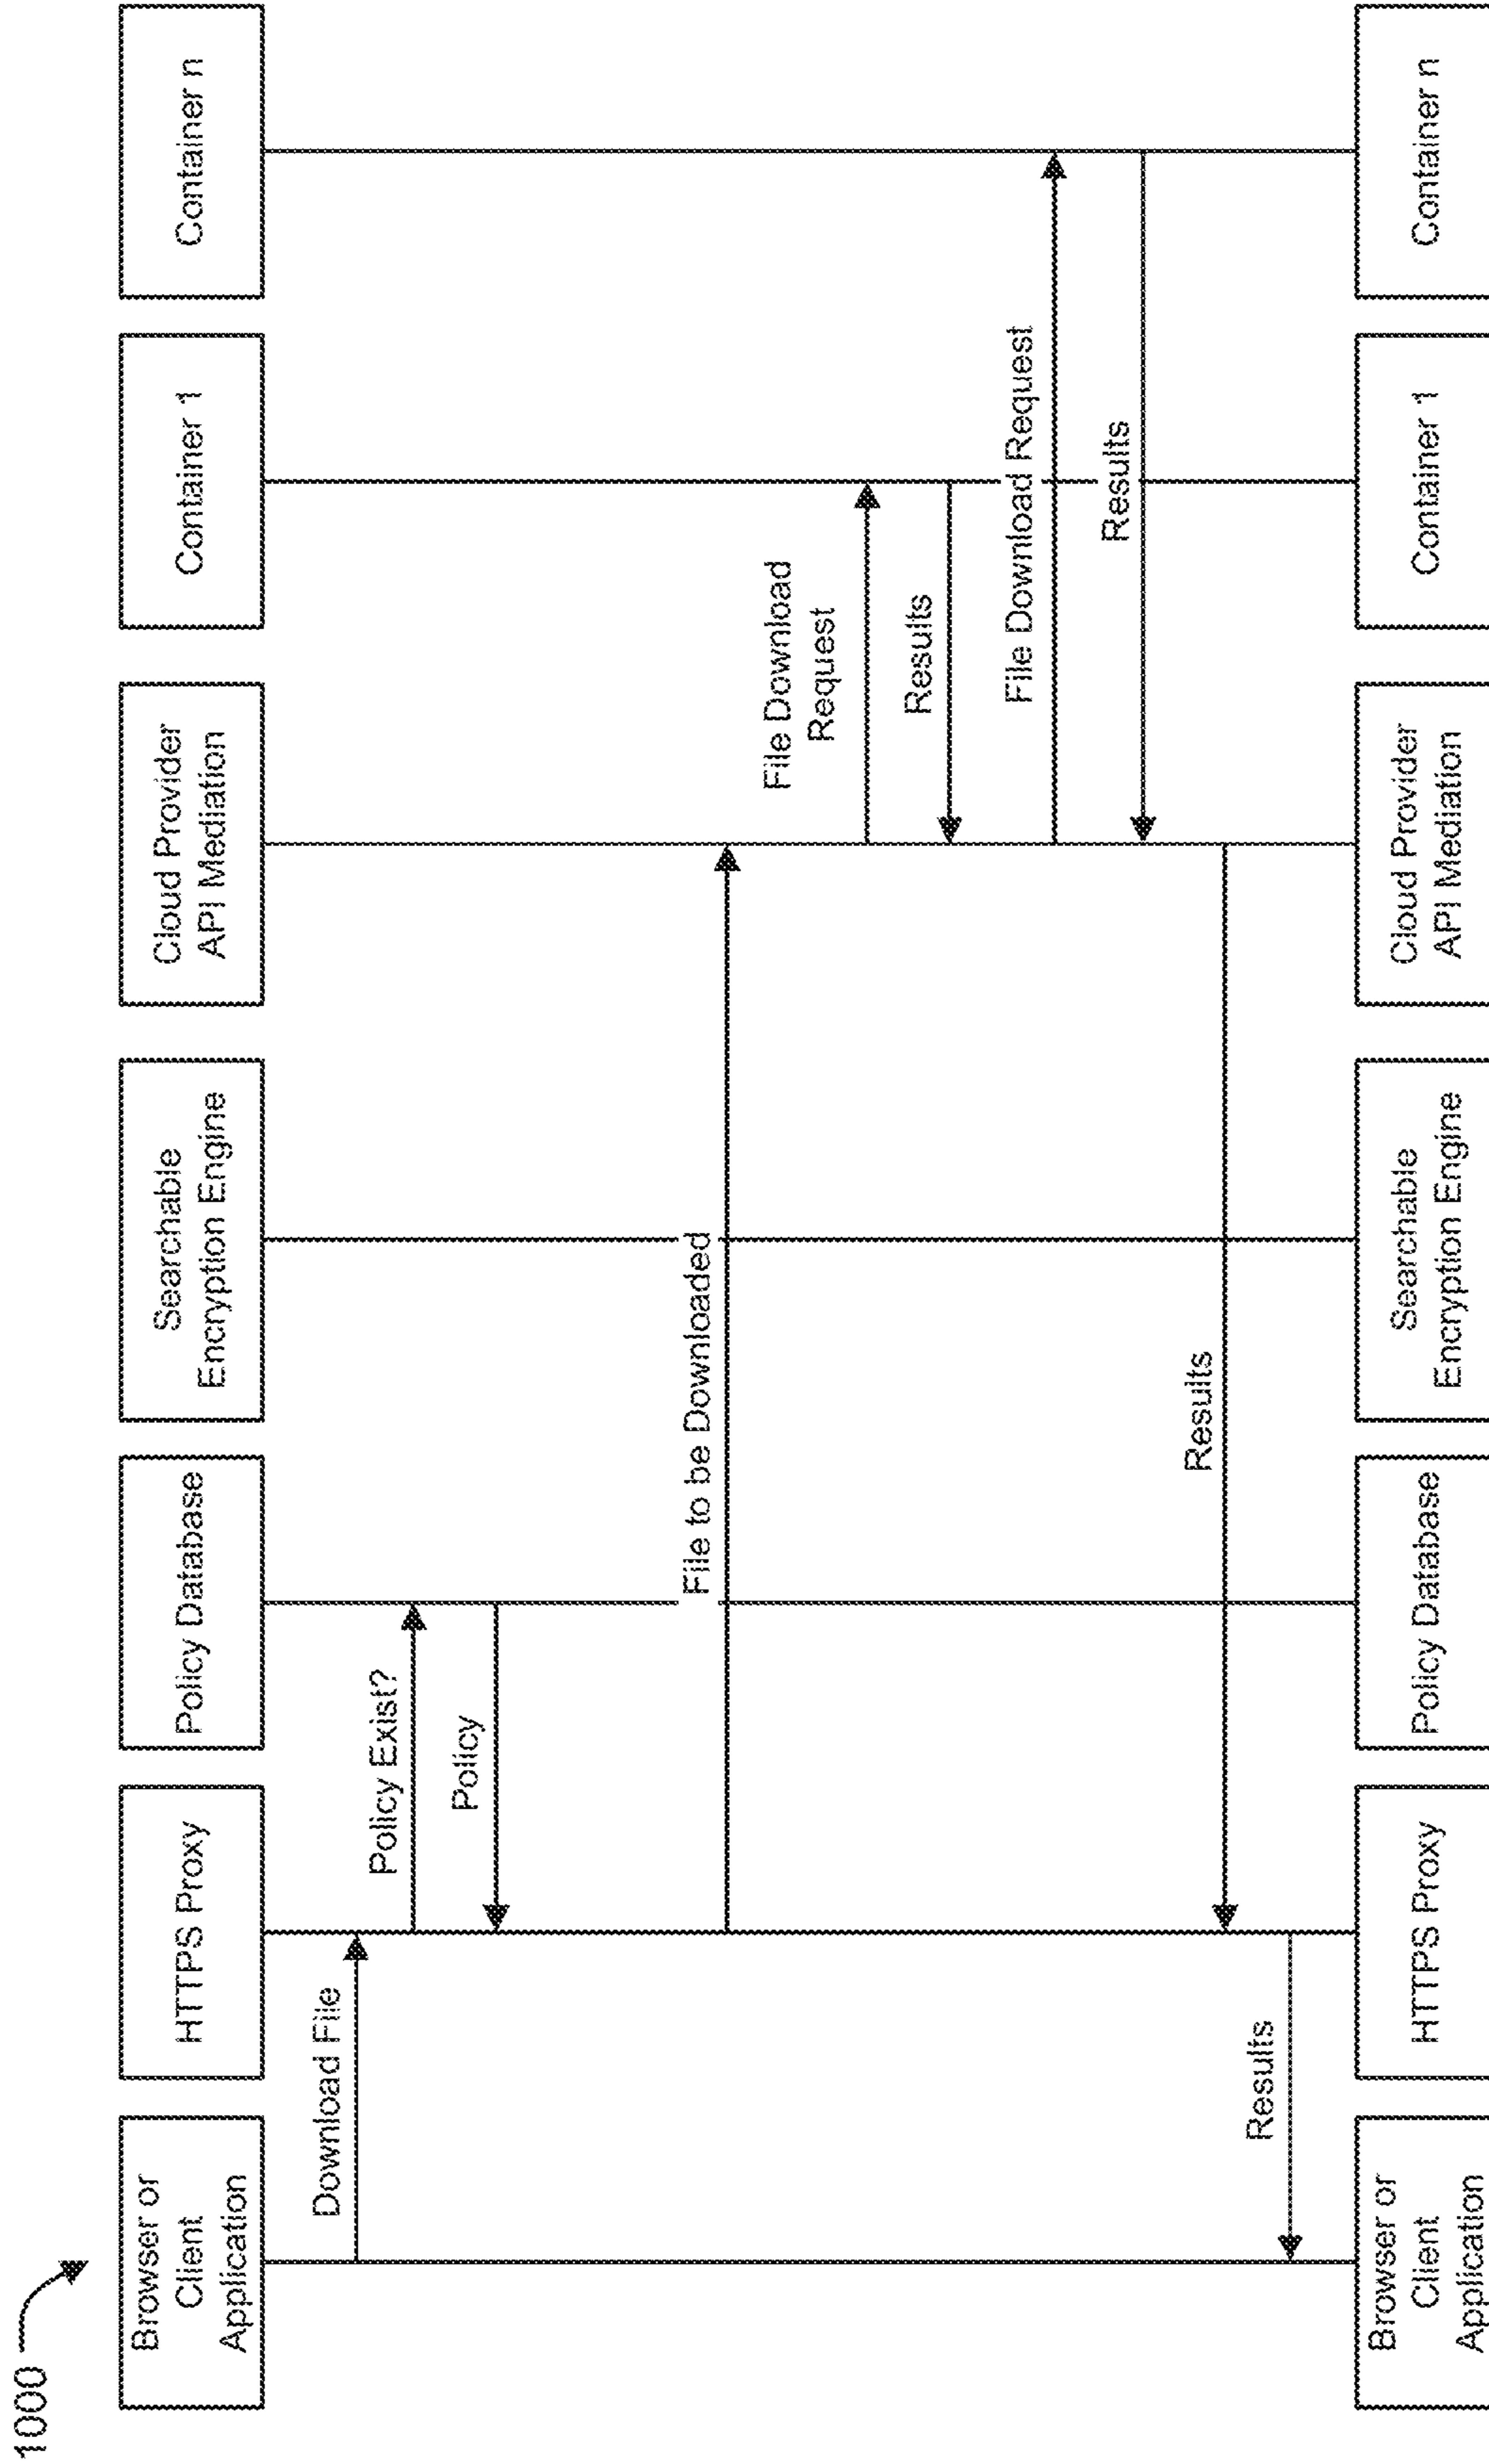 1000
Browser or
Client
Application
HTTPS Proxy
Policy Database
Searchable
Encryption Engine
Cloud Provider
API Mediation
Container 1
Container n
Download File
Policy Exist?
Policy
File to be Downloaded
File Download
Request
Results
File Download Request
Results
Results
Results
Browser or
Client
Application
HTTPS Proxy
Policy Database
Searchable
Encryption Engine
Cloud Provider
API Mediation
Container 1
Container n